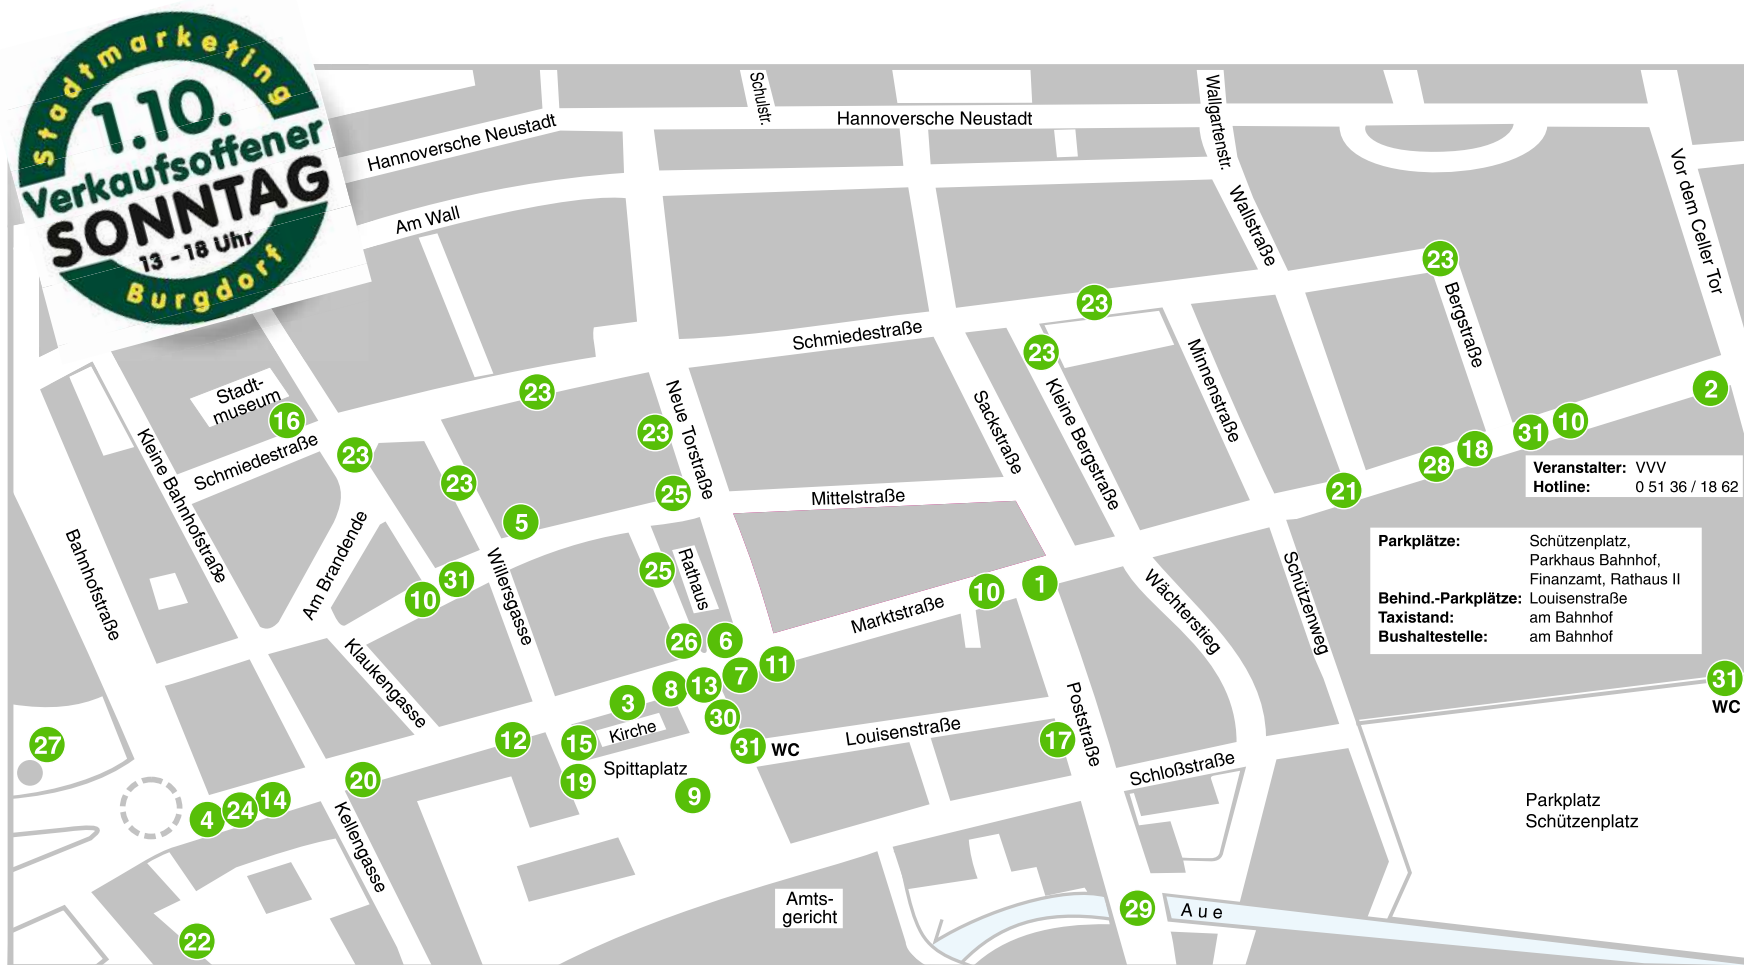 Stadtmarketing
1.10.
Verkaufsoffener
SONNTAG
13 - 18 Uhr
Burgdorf
Hannoversche Neustadt
Schulstr.
Hannoversche Neustadt
Wallgartenstr.
Vor dem Celler Tor
Am Wall
Wallstraße
23
Bergstraße
23
Schmiedestraße
23
Minnenstraße
2
Stadt-
museum
16
23
Neue Torstraße
23
Sackstraße
Kleine Bergstraße
10
31
18
28
21
Veranstalter: VVV
Hotline: 0 51 36 / 18 62
Kleine Bahnhofstraße
Schmiedestraße
23
23
25
Mittelstraße
5
Bahnhofstraße
Am Brandende
31
10
Willersgasse
25
Rathaus
10
1
Marktstraße
Wächterstieg
Schützenweg
Parkplätze: Schützenplatz,
Parkhaus Bahnhof,
Finanzamt, Rathaus II
Behind.-Parkplätze: Louisenstraße
Taxistand: am Bahnhof
Bushaltestelle: am Bahnhof
Klaukengasse
26
6
11
7
13
8
3
30
31
WC
31
WC
27
12
15
Kirche
Louisenstraße
17
Poststraße
19
Spittaplatz
9
Schloßstraße
20
14
24
4
Kellengasse
Parkplatz
Schützenplatz
Amts-
gericht
29
Aue
22